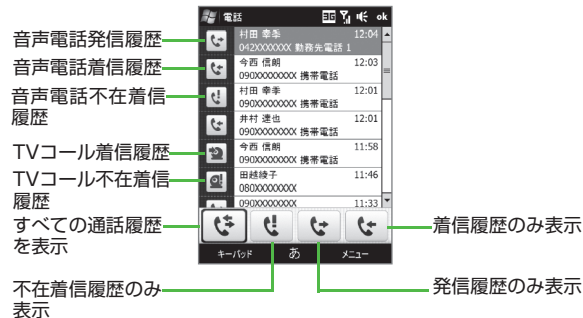 電話 3G ok
音声電話発信履歴
音声電話着信履歴
音声電話不在着信
履歴
TVコール着信履歴
TVコール不在着信
履歴
すべての通話履歴
を表示
不在着信履歴のみ
表示
村田 幸季 12:04
042XXXXXXX 勤務先電話 1
今西 信朗 12:03
090XXXXXXXX 携帯電話
村田 幸季 12:01
090XXXXXXXX 携帯電話
井村 達也 12:01
090XXXXXXXX 携帯電話
今西 信朗 11:58
090XXXXXXXX 携帯電話
田越綾子 11:46
080XXXXXXXX
090XXXXXXXX 11:33
キーパッド あ メニュー
着信履歴のみ表示
発信履歴のみ表示